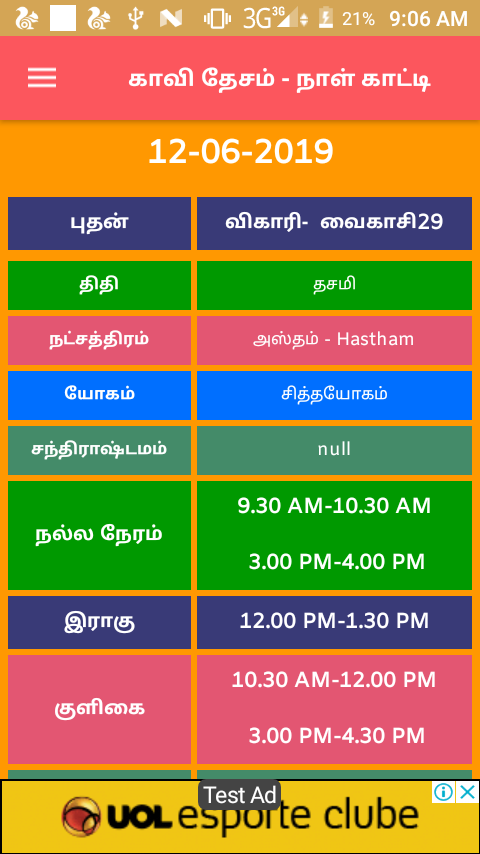 3G 3G 21% 9:06 AM
காவி தேசம் - நாள் காட்டி
12-06-2019
புதன் விகாரி- வைகாசி29
திதி தசமி
நட்சத்திரம் அஸ்தம் - Hastham
யோகம் சித்தயோகம்
சந்திராஷ்டமம் null
நல்ல நேரம் 9.30 AM-10.30 AM
3.00 PM-4.00 PM
இராகு 12.00 PM-1.30 PM
குளிகை 10.30 AM-12.00 PM
3.00 PM-4.30 PM
Test Ad
UOL esporte clube